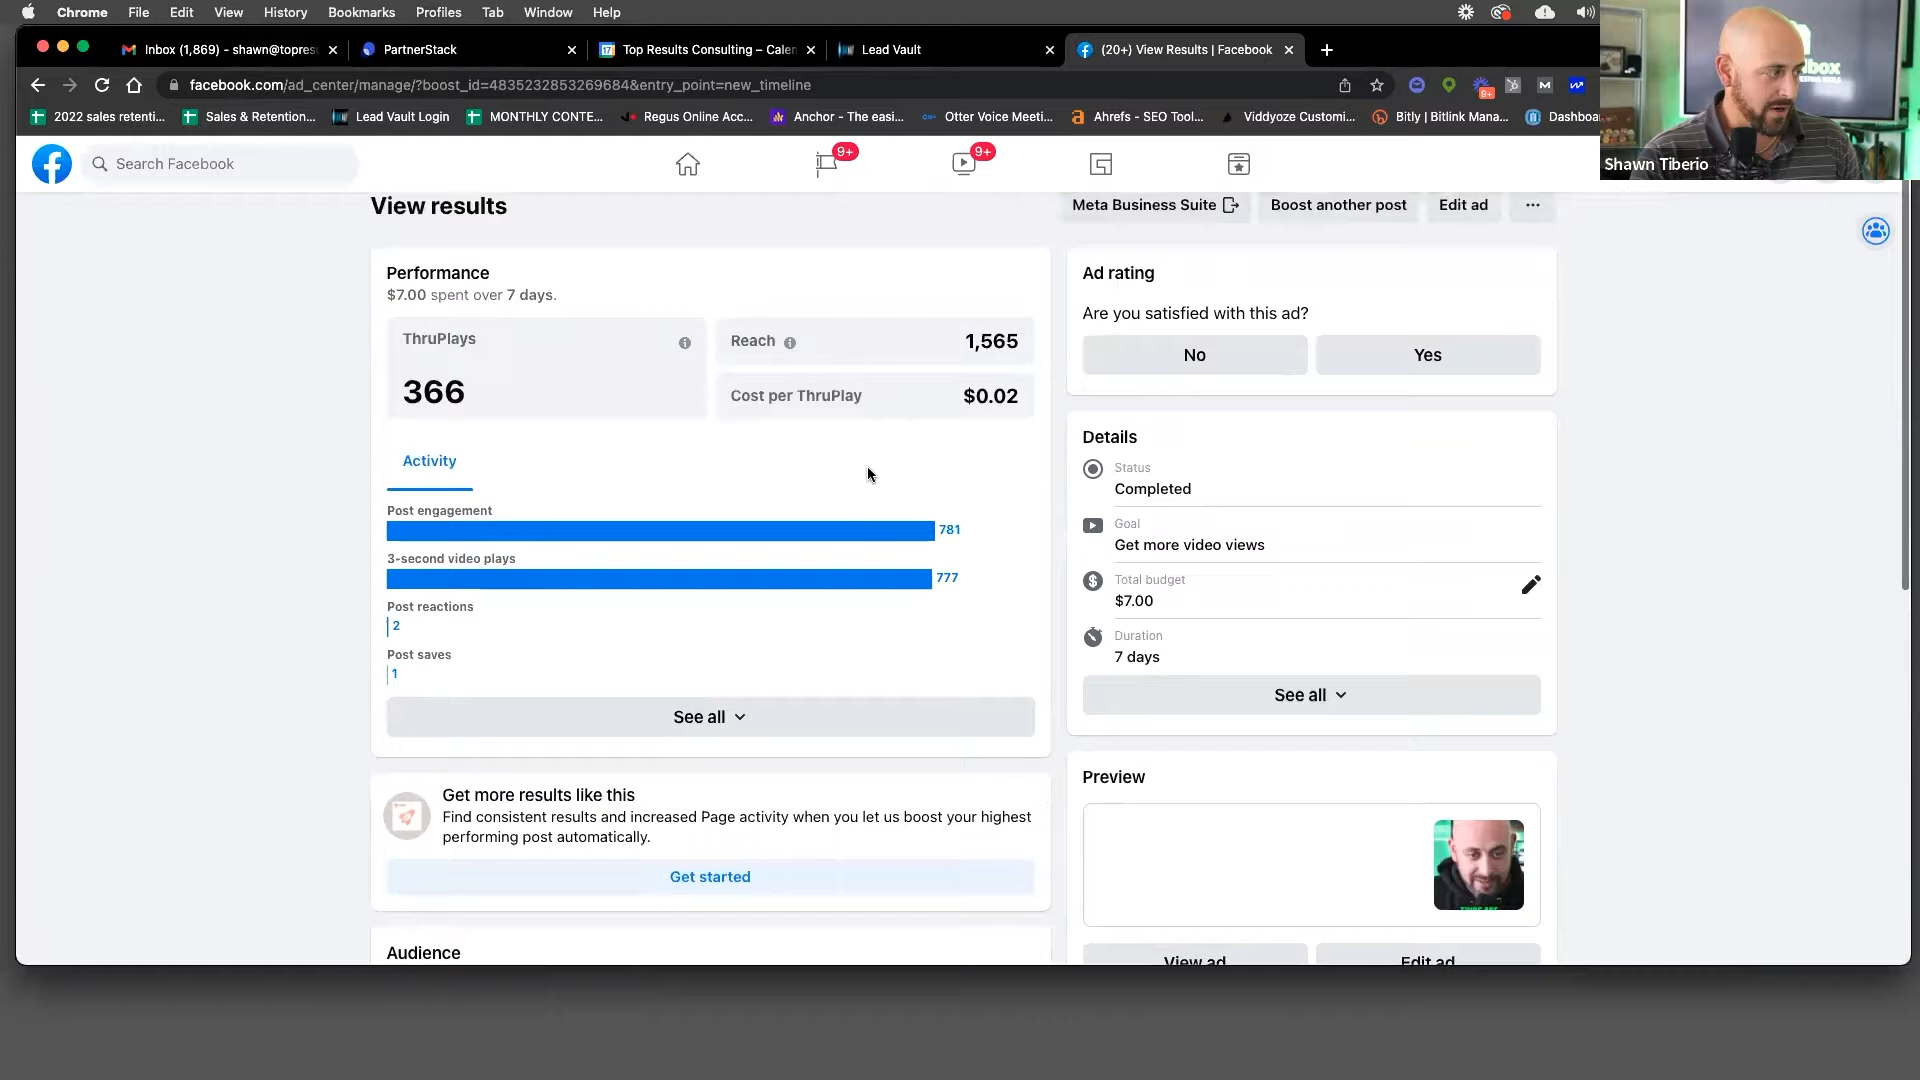 Chrome File Edit View History Bookmarks Profiles Tab Window Help
Inbox (1,869) - shawn@topres
PartnerStack
17 Top Results Consulting – Calen
Lead Vault
(20+) View Results | Facebook
facebook.com/ad_center/manage/?boost_id=4835232853269684&entry_point=new_timeline
9+
2022 sales retenti...
Sales & Retention...
Lead Vault Login
MONTHLY CONTE...
Regus Online Acc...
Anchor - The easi...
Otter Voice Meeti...
Ahrefs - SEO Tool...
Viddyoze Customi...
Bitly | Bitlink Mana...
Dashboa
Shawn Tiberio
Search Facebook
9+
9+
View results
Meta Business Suite
Boost another post
Edit ad
Performance
$7.00 spent over 7 days.
ThruPlays
366
Reach
1,565
Cost per ThruPlay
$0.02
Activity
Post engagement
781
3-second video plays
777
Post reactions
2
Post saves
1
See all
Get more results like this
Find consistent results and increased Page activity when you let us boost your highest
performing post automatically.
Get started
Audience
Ad rating
Are you satisfied with this ad?
No
Yes
Details
Status
Completed
Goal
Get more video views
Total budget
$7.00
Duration
7 days
See all
Preview
View ad
Edit ad